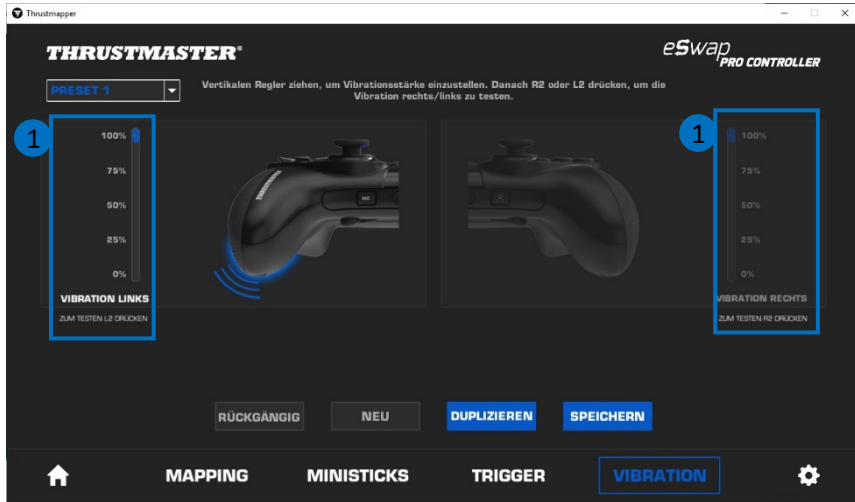 Thrustmapper
THRUSTMASTER®
eSwap
PRO CONTROLLER
PRESET 1
Vertikalen Regler ziehen, um Vibrationsstärke einzustellen. Danach R2 oder L2 drücken, um die
Vibration rechts/links zu testen.
1
100%
75%
50%
25%
0%
VIBRATION LINKS
ZUM TESTEN L2 DRÜCKEN
THRUSTMASTER
MIC
1
100%
75%
50%
25%
0%
VIBRATION RECHTS
ZUM TESTEN R2 DRÜCKEN
RÜCKGÄNGIG
NEU
DUPLIZIEREN
SPEICHERN
MAPPING
MINISTICKS
TRIGGER
VIBRATION